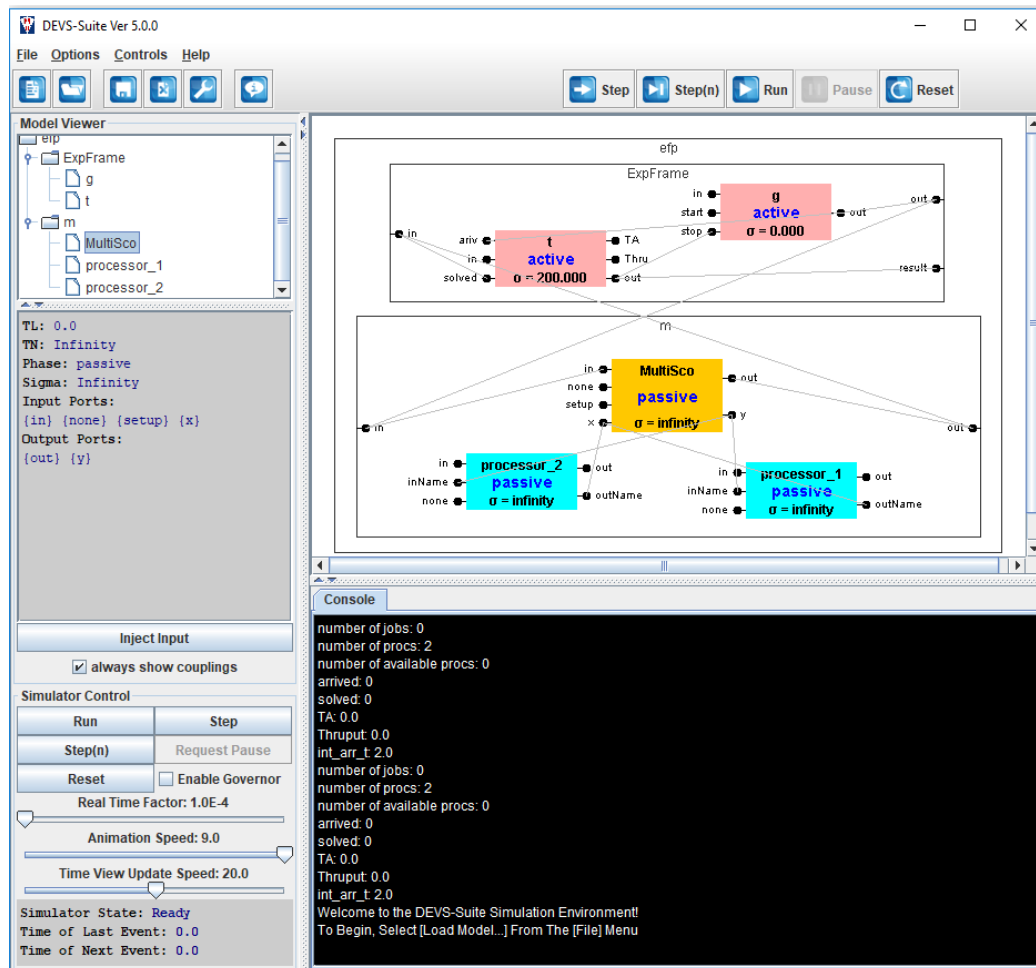 DEVS-Suite Ver 5.0.0
File Options Controls Help
Step Step(n) Run Pause Reset
Model Viewer
efp
ExpFrame
g
t
m
MultiSco
processor_1
processor_2
TL: 0.0
TN: Infinity
Phase: passive
Sigma: Infinity
Input Ports:
{in} {none} {setup} {x}
Output Ports:
{out} {y}
Inject Input
always show couplings
Simulator Control
Run Step
Step(n) Request Pause
Reset Enable Governor
Real Time Factor: 1.0E-4
Animation Speed: 9.0
Time View Update Speed: 20.0
Simulator State: Ready
Time of Last Event: 0.0
Time of Next Event: 0.0
efp
ExpFrame
in
g
active
σ = 0.000
in
start
stop
out
t
active
σ = 200.000
ariv
in
solved
TA
Thru
out
out
result
m
in
MultiSco
passive
σ = infinity
in
none
setup
x
out
y
out
processor_2
passive
σ = infinity
in
inName
none
out
outName
processor_1
passive
σ = infinity
in
inName
none
out
outName
Console
number of jobs: 0
number of procs: 2
number of available procs: 0
arrived: 0
solved: 0
TA: 0.0
Thruput: 0.0
int_arr_t: 2.0
number of jobs: 0
number of procs: 2
number of available procs: 0
arrived: 0
solved: 0
TA: 0.0
Thruput: 0.0
int_arr_t: 2.0
Welcome to the DEVS-Suite Simulation Environment!
To Begin, Select [Load Model...] From The [File] Menu